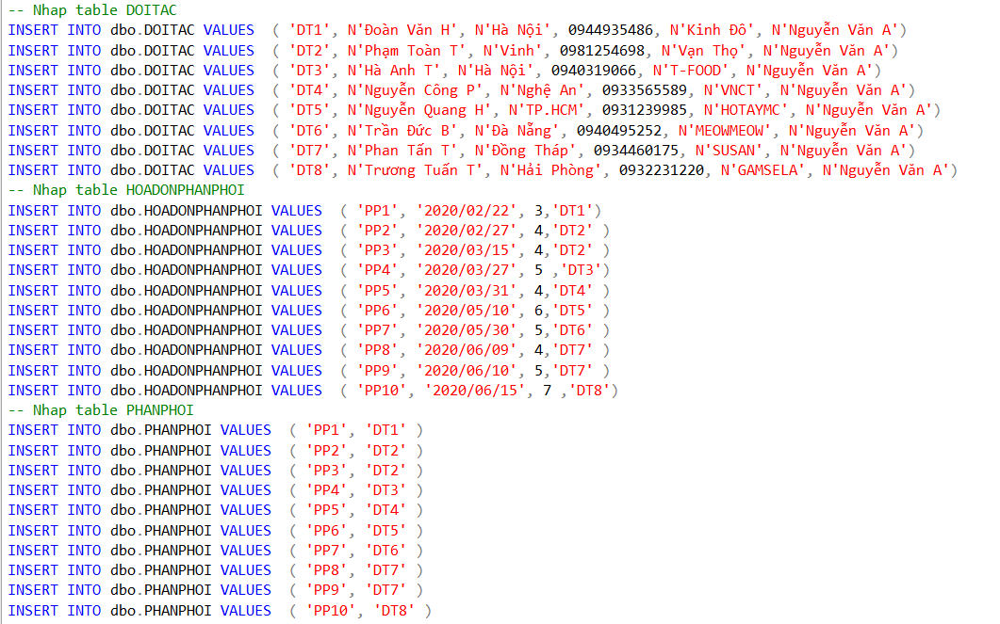 -- Nhap table DOITAC
INSERT INTO dbo.DOITAC VALUES  ( 'DT1', N'Đoàn Văn H', N'Hà Nội', 0944935486, N'Kinh Đô', N'Nguyễn Văn A')
INSERT INTO dbo.DOITAC VALUES  ( 'DT2', N'Phạm Toàn T', N'Vinh', 0981254698, N'Vạn Thọ', N'Nguyễn Văn A')
INSERT INTO dbo.DOITAC VALUES  ( 'DT3', N'Hà Anh T', N'Hà Nội', 0940319066, N'T-FOOD', N'Nguyễn Văn A')
INSERT INTO dbo.DOITAC VALUES  ( 'DT4', N'Nguyễn Công P', N'Nghệ An', 0933565589, N'VNCT', N'Nguyễn Văn A')
INSERT INTO dbo.DOITAC VALUES  ( 'DT5', N'Nguyễn Quang H', N'TP.HCM', 0931239985, N'HOTAYMC', N'Nguyễn Văn A')
INSERT INTO dbo.DOITAC VALUES  ( 'DT6', N'Trần Đức B', N'Đà Nẵng', 0940495252, N'MEOWMEOW', N'Nguyễn Văn A')
INSERT INTO dbo.DOITAC VALUES  ( 'DT7', N'Phan Tấn T', N'Đồng Tháp', 0934460175, N'SUSAN', N'Nguyễn Văn A')
INSERT INTO dbo.DOITAC VALUES  ( 'DT8', N'Trương Tuấn T', N'Hải Phòng', 0932231220, N'GAMSELA', N'Nguyễn Văn A')
-- Nhap table HOADONPHANPHOI
INSERT INTO dbo.HOADONPHANPHOI VALUES  ( 'PP1', '2020/02/22', 3,'DT1')
INSERT INTO dbo.HOADONPHANPHOI VALUES  ( 'PP2', '2020/02/27', 4,'DT2' )
INSERT INTO dbo.HOADONPHANPHOI VALUES  ( 'PP3', '2020/03/15', 4,'DT2' )
INSERT INTO dbo.HOADONPHANPHOI VALUES  ( 'PP4', '2020/03/27', 5 ,'DT3')
INSERT INTO dbo.HOADONPHANPHOI VALUES  ( 'PP5', '2020/03/31', 4,'DT4' )
INSERT INTO dbo.HOADONPHANPHOI VALUES  ( 'PP6', '2020/05/10', 6,'DT5' )
INSERT INTO dbo.HOADONPHANPHOI VALUES  ( 'PP7', '2020/05/30', 5,'DT6' )
INSERT INTO dbo.HOADONPHANPHOI VALUES  ( 'PP8', '2020/06/09', 4,'DT7' )
INSERT INTO dbo.HOADONPHANPHOI VALUES  ( 'PP9', '2020/06/10', 5,'DT7' )
INSERT INTO dbo.HOADONPHANPHOI VALUES  ( 'PP10', '2020/06/15', 7 ,'DT8')
-- Nhap table PHANPHOI
INSERT INTO dbo.PHANPHOI VALUES  ( 'PP1', 'DT1' )
INSERT INTO dbo.PHANPHOI VALUES  ( 'PP2', 'DT2' )
INSERT INTO dbo.PHANPHOI VALUES  ( 'PP3', 'DT2' )
INSERT INTO dbo.PHANPHOI VALUES  ( 'PP4', 'DT3' )
INSERT INTO dbo.PHANPHOI VALUES  ( 'PP5', 'DT4' )
INSERT INTO dbo.PHANPHOI VALUES  ( 'PP6', 'DT5' )
INSERT INTO dbo.PHANPHOI VALUES  ( 'PP7', 'DT6' )
INSERT INTO dbo.PHANPHOI VALUES  ( 'PP8', 'DT7' )
INSERT INTO dbo.PHANPHOI VALUES  ( 'PP9', 'DT7' )
INSERT INTO dbo.PHANPHOI VALUES  ( 'PP10', 'DT8' )